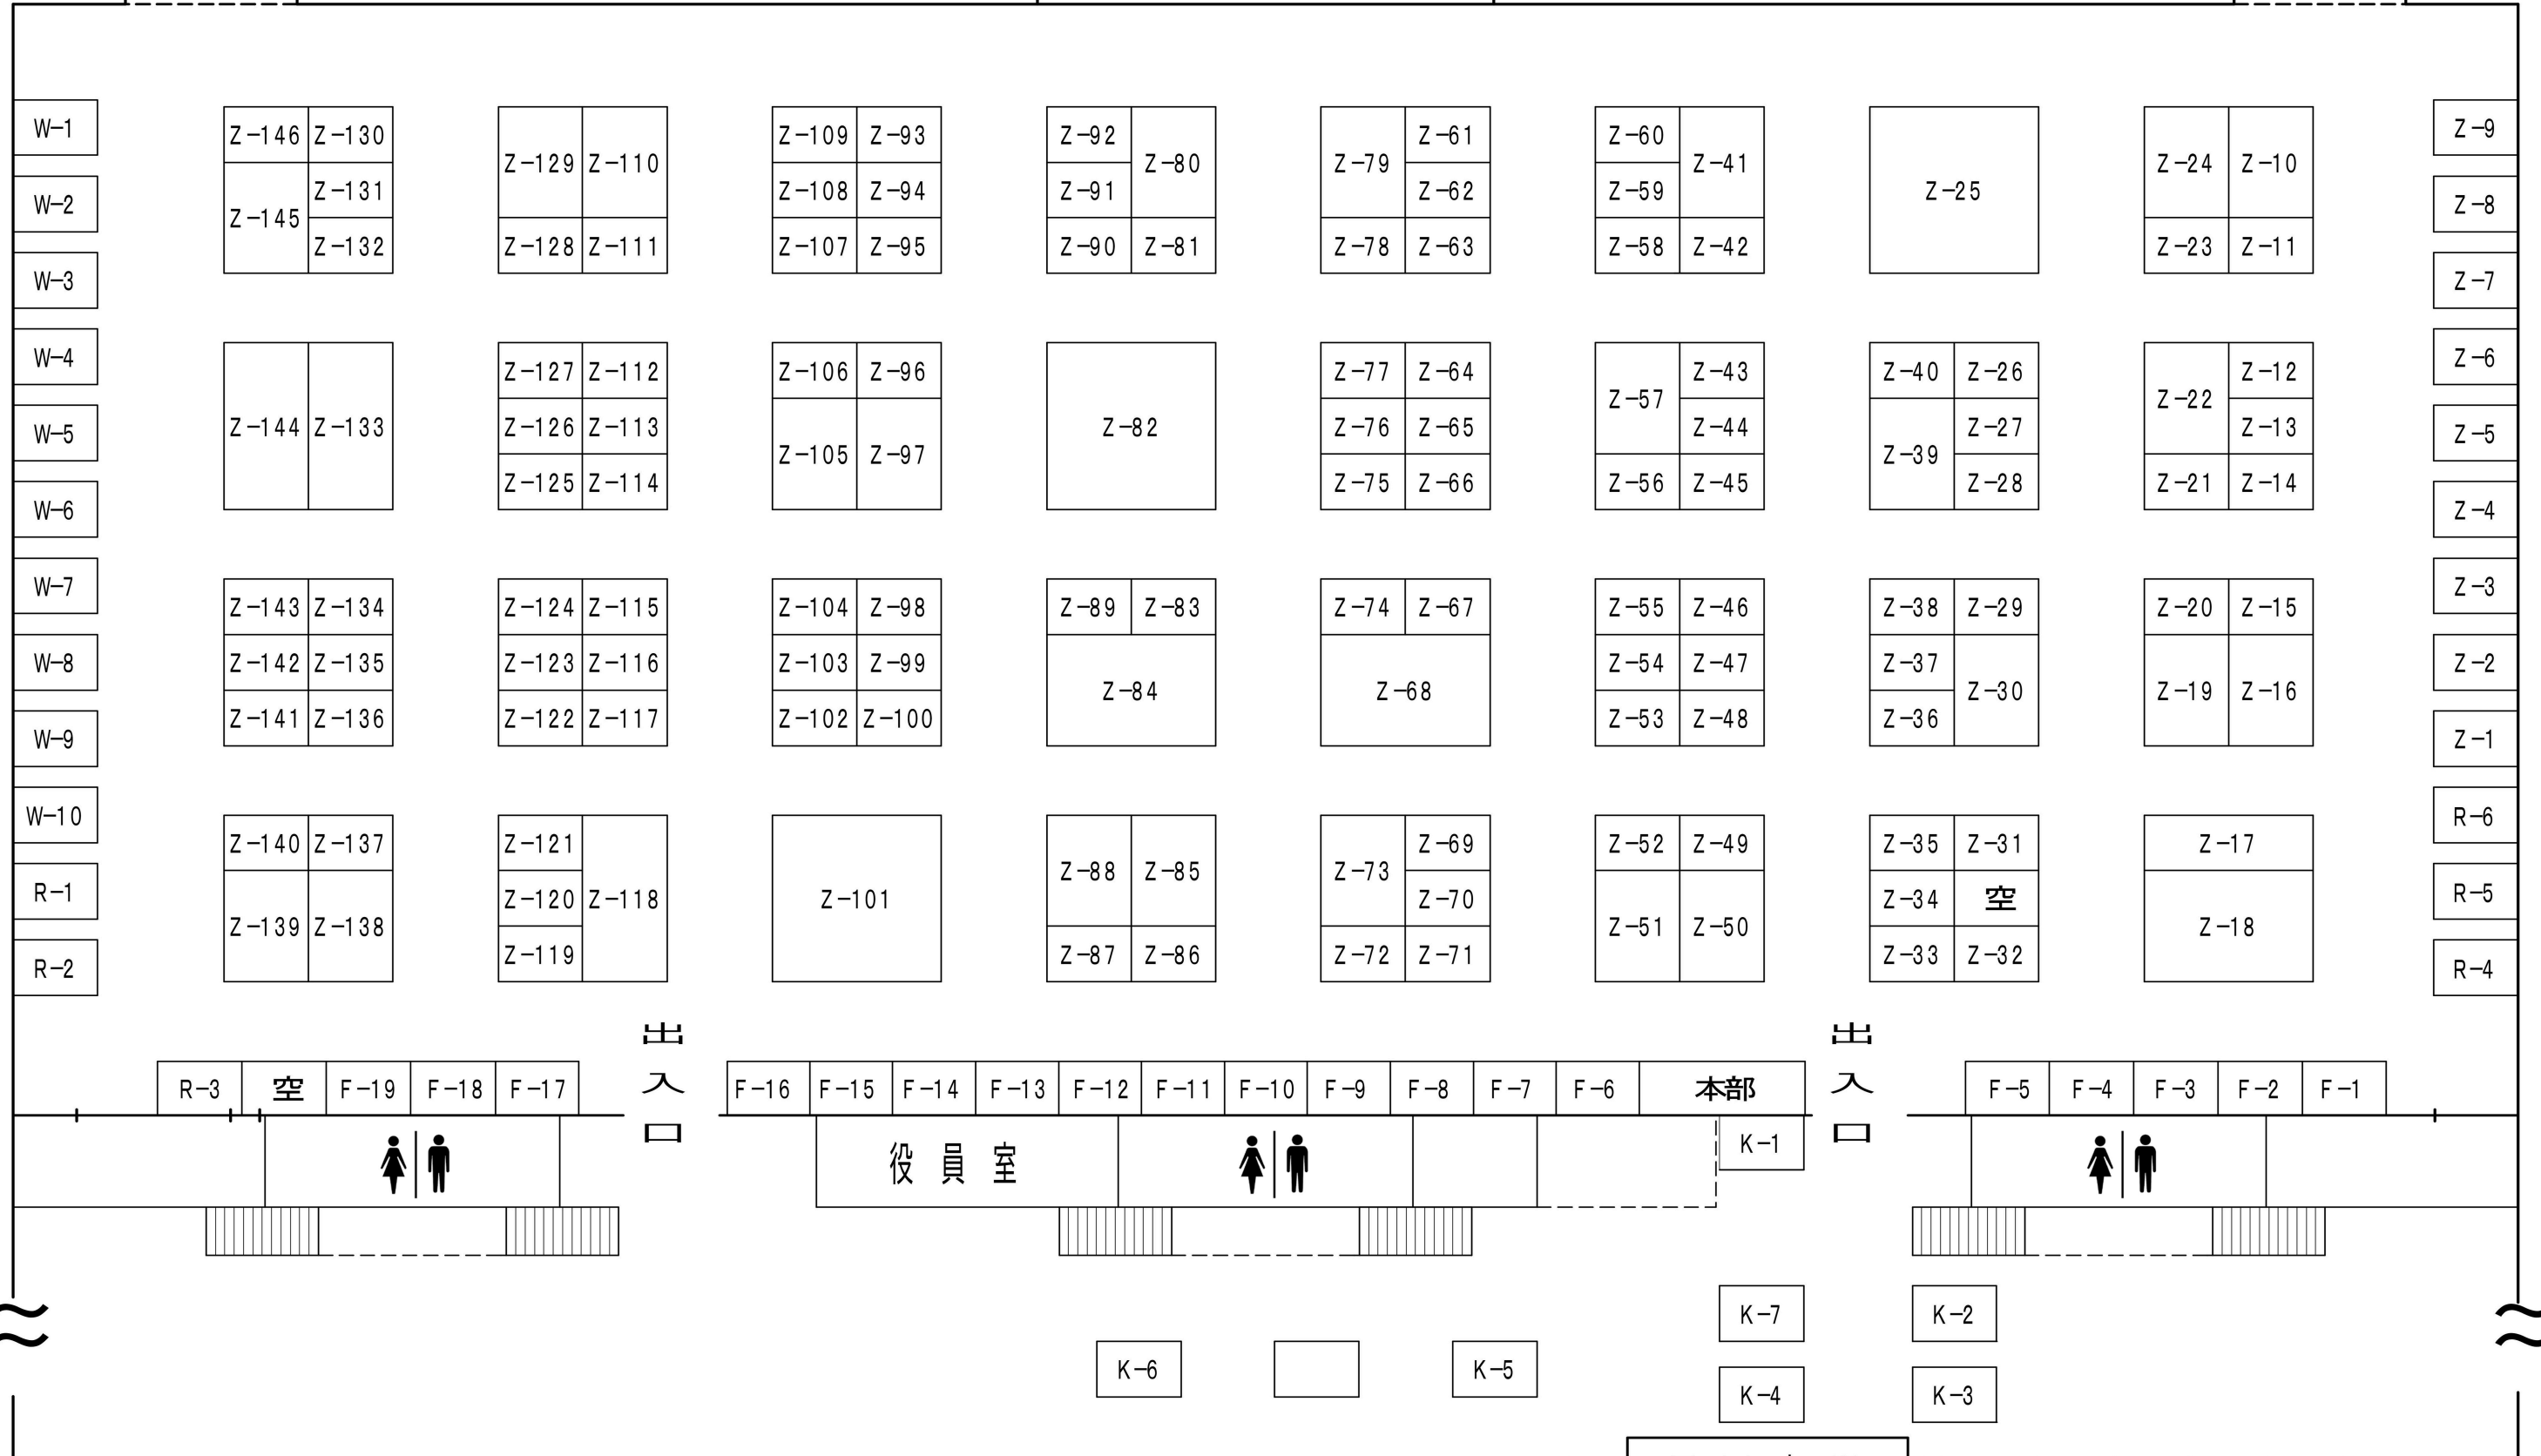 W-1 Z-146 Z-130 Z-129 Z-110 Z-109 Z-93 Z-92 Z-80 Z-79 Z-61 Z-60 Z-41 Z-25 Z-24 Z-10 Z-9
W-2 Z-145 Z-131 Z-108 Z-94 Z-91 Z-62 Z-59 Z-8
W-3 Z-132 Z-128 Z-111 Z-107 Z-95 Z-90 Z-81 Z-78 Z-63 Z-58 Z-42 Z-23 Z-11 Z-7
W-4 Z-127 Z-112 Z-106 Z-96 Z-77 Z-64 Z-57 Z-43 Z-40 Z-26 Z-22 Z-12 Z-6
W-5 Z-144 Z-133 Z-126 Z-113 Z-105 Z-97 Z-82 Z-76 Z-65 Z-44 Z-39 Z-27 Z-13 Z-5
W-6 Z-125 Z-114 Z-75 Z-66 Z-56 Z-45 Z-28 Z-21 Z-14 Z-4
W-7 Z-143 Z-134 Z-124 Z-115 Z-104 Z-98 Z-89 Z-83 Z-74 Z-67 Z-55 Z-46 Z-38 Z-29 Z-20 Z-15 Z-3
W-8 Z-142 Z-135 Z-123 Z-116 Z-103 Z-99 Z-84 Z-68 Z-54 Z-47 Z-37 Z-30 Z-19 Z-16 Z-2
W-9 Z-141 Z-136 Z-122 Z-117 Z-102 Z-100 Z-53 Z-48 Z-36 Z-1
W-10 Z-140 Z-137 Z-121 Z-88 Z-85 Z-73 Z-69 Z-52 Z-49 Z-35 Z-31 Z-17 R-6
R-1 Z-139 Z-138 Z-120 Z-118 Z-101 Z-70 Z-51 Z-50 Z-34 空 Z-18 R-5
R-2 Z-119 Z-87 Z-86 Z-72 Z-71 Z-33 Z-32 R-4
出入口 出入口
R-3 空 F-19 F-18 F-17 F-16 F-15 F-14 F-13 F-12 F-11 F-10 F-9 F-8 F-7 F-6 本部 F-5 F-4 F-3 F-2 F-1
役員室 K-1
K-7 K-2
K-6 K-5
K-4 K-3